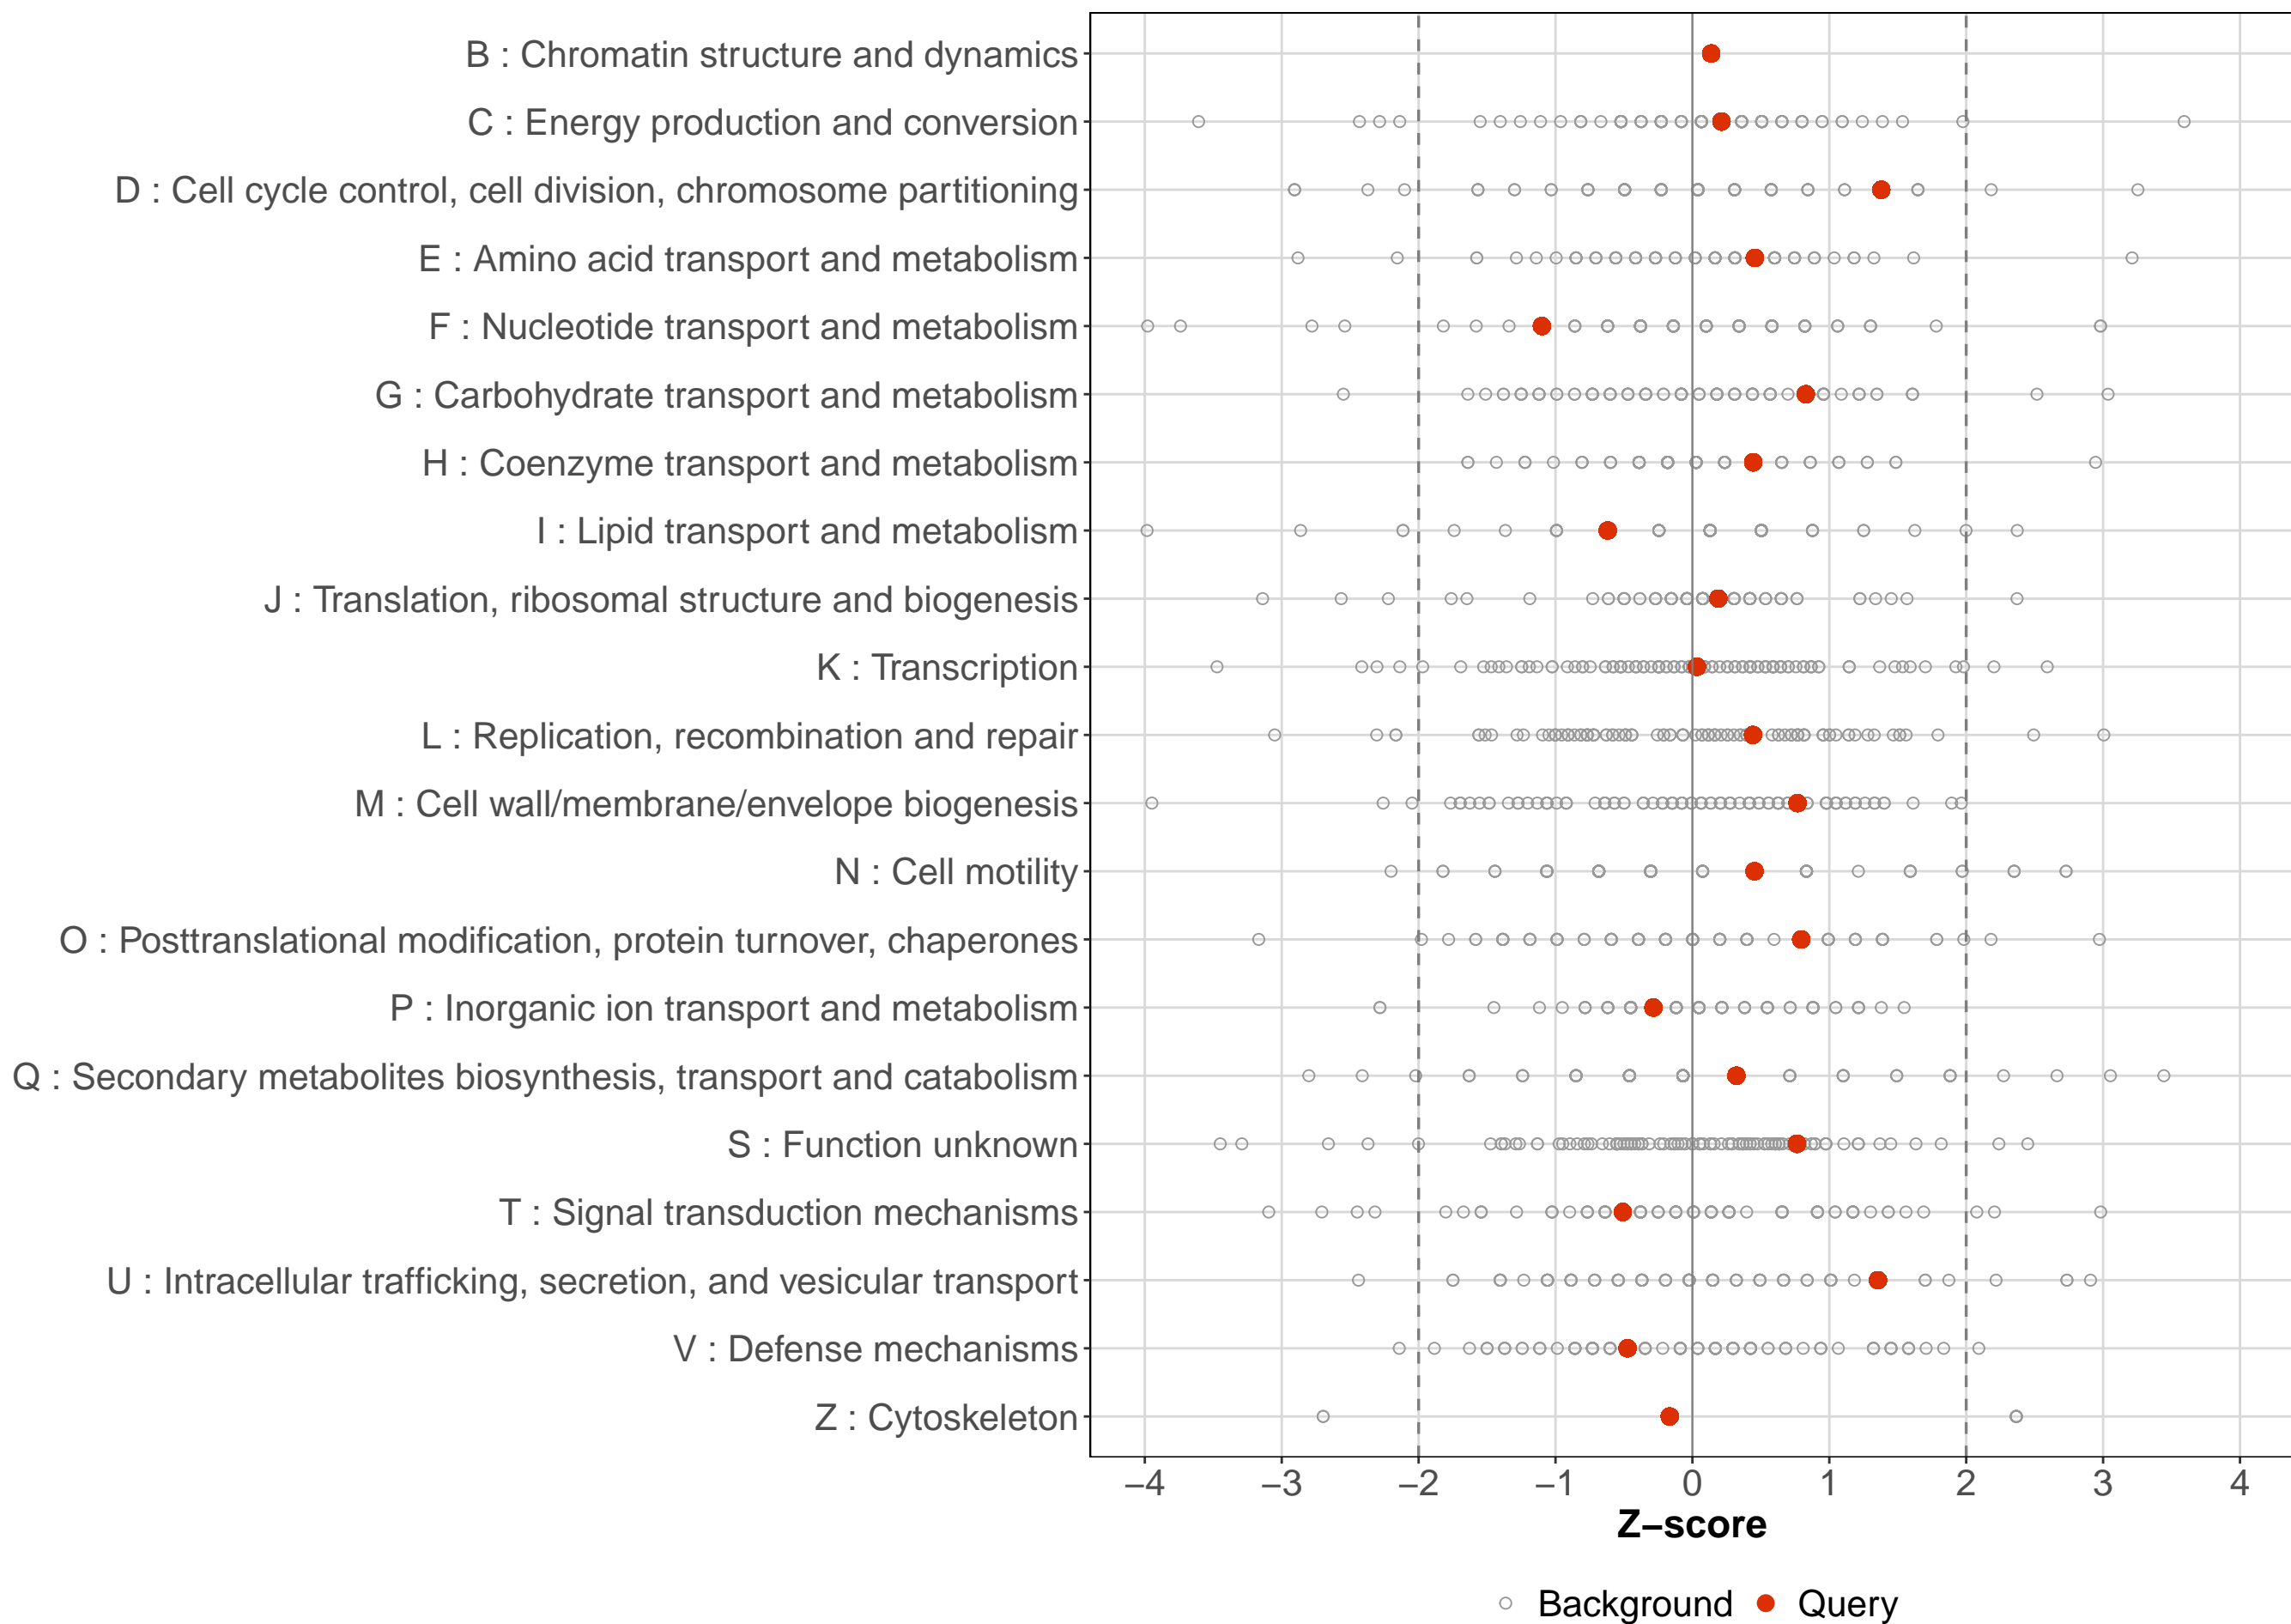 B : Chromatin structure and dynamics
C : Energy production and conversion
D : Cell cycle control, cell division, chromosome partitioning
E : Amino acid transport and metabolism
F : Nucleotide transport and metabolism
G : Carbohydrate transport and metabolism
H : Coenzyme transport and metabolism
I : Lipid transport and metabolism
J : Translation, ribosomal structure and biogenesis
K : Transcription
L : Replication, recombination and repair
M : Cell wall/membrane/envelope biogenesis
N : Cell motility
O : Posttranslational modification, protein turnover, chaperones
P : Inorganic ion transport and metabolism
Q : Secondary metabolites biosynthesis, transport and catabolism
S : Function unknown
T : Signal transduction mechanisms
U : Intracellular trafficking, secretion, and vesicular transport
V : Defense mechanisms
Z : Cytoskeleton
−4 −3 −2 −1 0 1 2 3 4
Z−score
Background Query